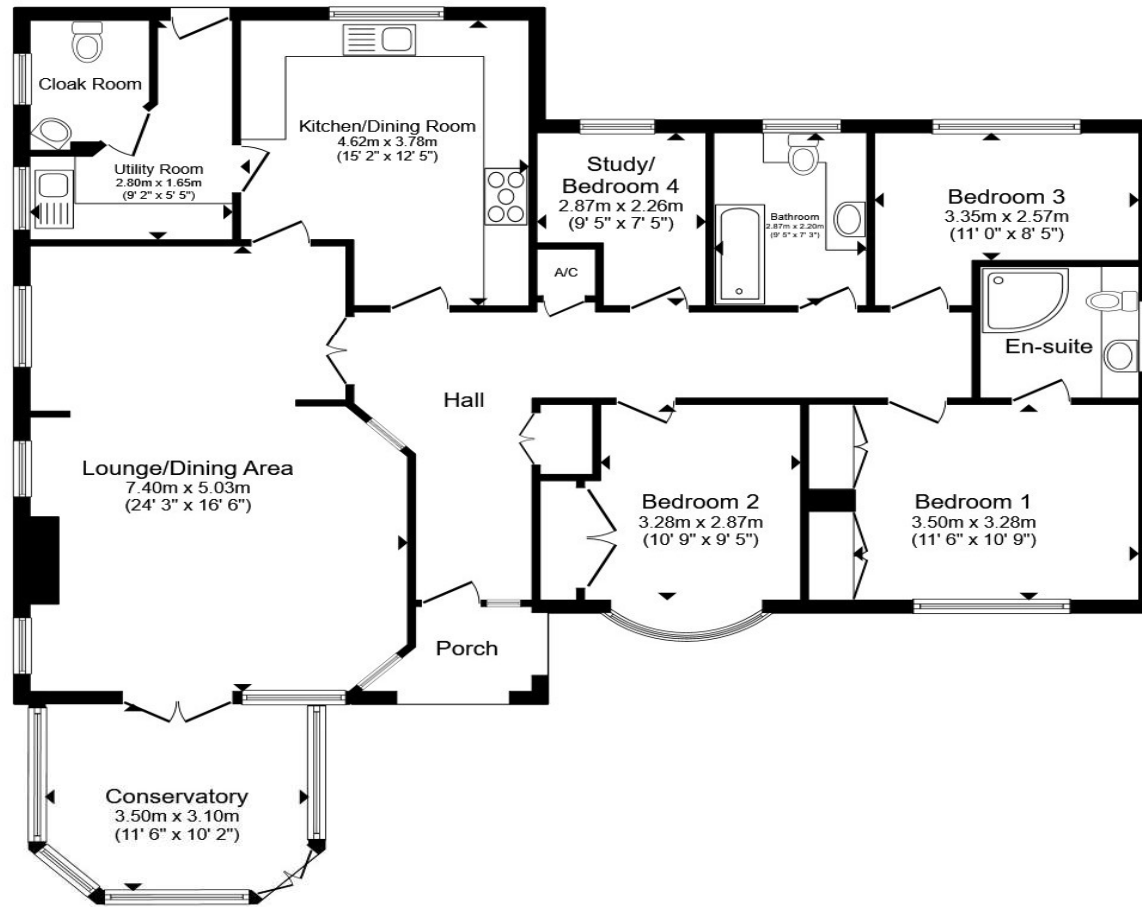 Cloak Room
Utility Room
2.80m x 1.65m
(9' 2" x 5' 5")
Kitchen/Dining Room
4.62m x 3.78m
(15' 2" x 12' 5")
Study/
Bedroom 4
2.87m x 2.26m
(9' 5" x 7' 5")
A/C
Bathroom
2.87m x 2.20m
(9' 5" x 7' 3")
Bedroom 3
3.35m x 2.57m
(11' 0" x 8' 5")
En-suite
Hall
Lounge/Dining Area
7.40m x 5.03m
(24' 3" x 16' 6")
Bedroom 2
3.28m x 2.87m
(10' 9" x 9' 5")
Bedroom 1
3.50m x 3.28m
(11' 6" x 10' 9")
Porch
Conservatory
3.50m x 3.10m
(11' 6" x 10' 2")